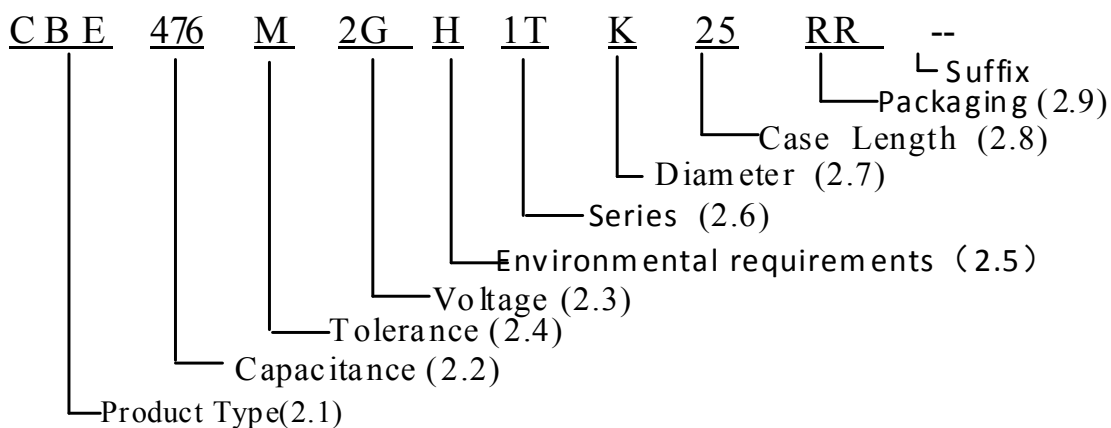 CBE 476 M 2G H 1T K 25 RR --
Suffix
Packaging (2.9)
Case Length (2.8)
Diameter (2.7)
Series (2.6)
Environmental requirements（2.5）
Voltage (2.3)
Tolerance (2.4)
Capacitance (2.2)
Product Type(2.1)